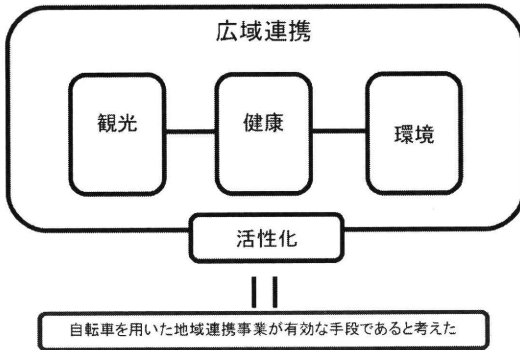 広域連携
観光
健康
環境
活性化
自転車を用いた地域連携事業が有効な手段であると考えた